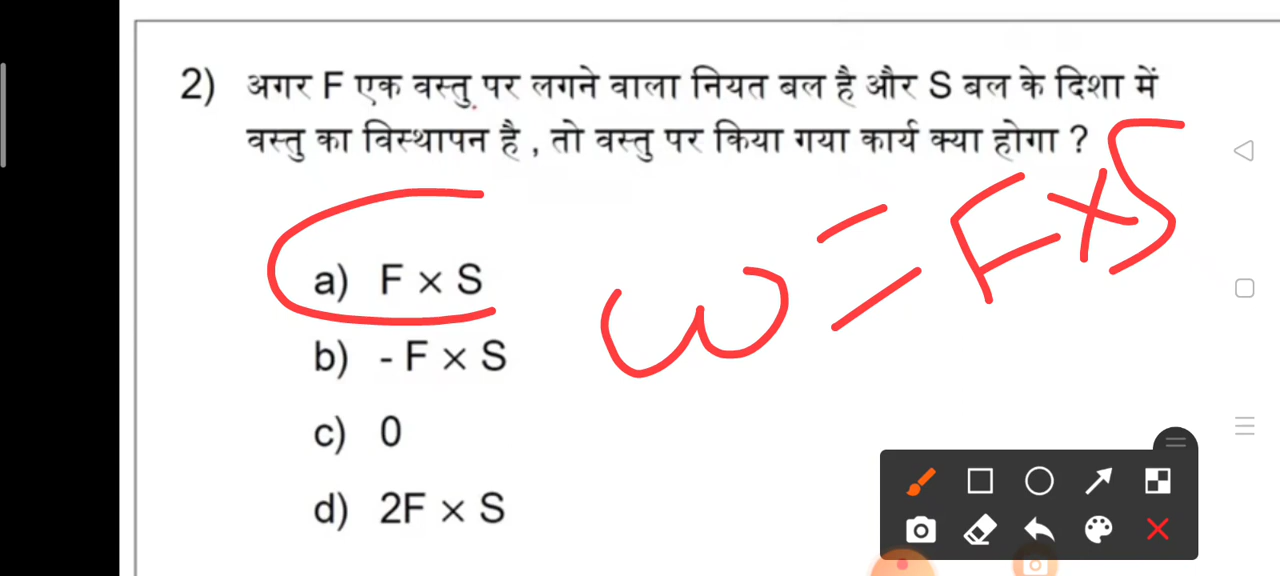 2) अगर F एक वस्तु पर लगने वाला नियत बल है और S बल के दिशा में
वस्तु का विस्थापन है , तो वस्तु पर किया गया कार्य क्या होगा ?
a) F × S
b) - F × S
c) 0
d) 2F × S
ω = F×S